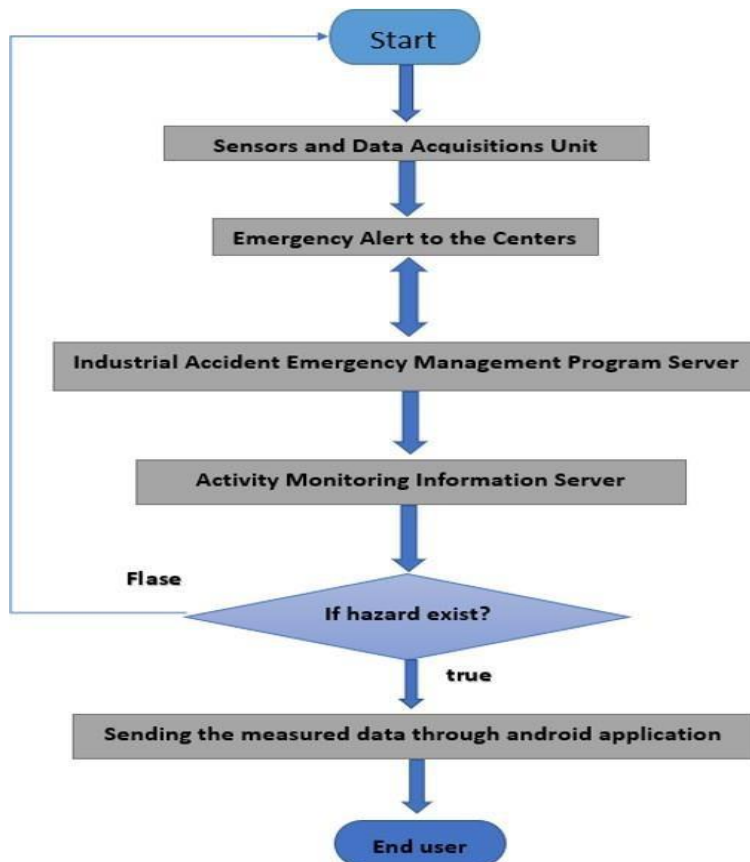 Start
Sensors and Data Acquisitions Unit
Emergency Alert to the Centers
Industrial Accident Emergency Management Program Server
Activity Monitoring Information Server
Flase
If hazard exist?
true
Sending the measured data through android application
End user